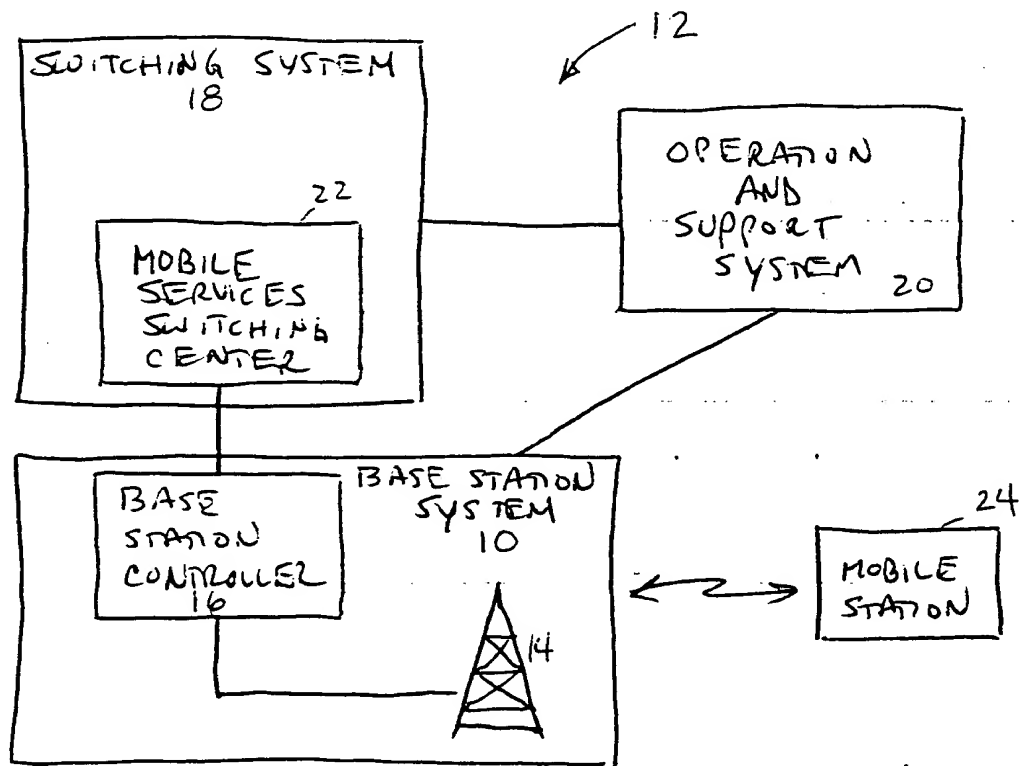 12
SWITCHING SYSTEM
18
22
MOBILE
SERVICES
SWITCHING
CENTER
OPERATION
AND
SUPPORT
SYSTEM
20
BASE STATION
SYSTEM
10
BASE
STATION
CONTROLLER
16
14
24
MOBILE
STATION